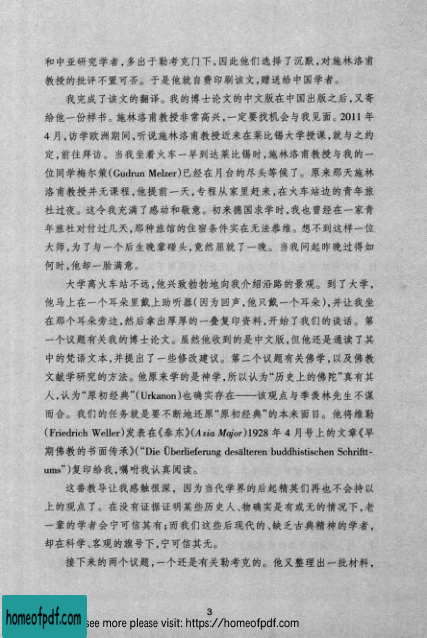 和中亚研究学者,多出于勒考克门下,因此他们选择了沉默,对施林洛甫
教授的批评不置可否。于是他就自费印刷该文,赠送给中国学者。
我完成了该文的翻译。我的博士论文的中文版在中国出版之后,又寄
给他一份样书。施林洛甫教授非常高兴,一定要找机会与我见面。2011 年
4 月,访学欧洲期间,听说施林洛甫教授近来在莱比锡大学授课,就与之约
定,前往拜访。当我坐着火车一早到达莱比锡时,施林洛甫教授与我的一
位同学梅尔策(Gudrun Melzer)已经在月台的尽头等候了。原来那天施林
洛甫教授并无课程,他提前一天,专程从家里赶来,在火车站边的青年旅
社过夜。这令我充满了感动和敬意。初来德国求学时,我也曾经在一家青
年旅社对付过几天,那种旅馆的住宿条件实在无法恭维。想不到这样一位
大师,为了与一个后生晚辈碰头,竟然屈就了一晚。当我问起昨晚过得如
何时,他却一脸满意。
大学离火车站不远,他兴致勃勃地向我介绍沿路的景观。到了大学,
他马上在一个耳朵里戴上助听器(因为回声,他只戴一个耳朵),并让我坐
在那个耳朵旁边,然后拿出厚厚的一叠复印资料,开始了我们的谈话。第
一个议题有关我的博士论文。虽然他收到的是中文版,但他还是通读了其
中的梵语文本,并提出了一些修改建议。第二个议题有关佛学,以及佛教
文献学研究的方法。他原来学的是神学,所以认为“历史上的佛陀”真有其
人,认为“原初经典”(Urkanon)也确实存在——该观点与季羡林先生不谋
而合。我们的任务就是要不断地还原“原初经典”的本来面目。他将维勒
(Friedrich Weller)发表在《泰东》(Asia Major)1928 年 4 月号上的文章《早
期佛教的书面传承》(“Die Überlieferung desälteren buddhistischen Schriftt-
ums”)复印给我,嘱咐我认真阅读。
这番教导让我感触很深,因为当代学界的后起精英们再也不会持以
上的观点了。在没有证据证明某些历史人、物确实是有或无的情况下,老
一辈的学者会宁可信其有;而我们这些后现代的、缺乏古典精神的学者,
却在科学、客观的旗号下,宁可信其无。
接下来的两个议题,一个还是有关勒考克的。他又整理出一批材料,
3
homeofpdf.com
see more please visit: https://homeofpdf.com